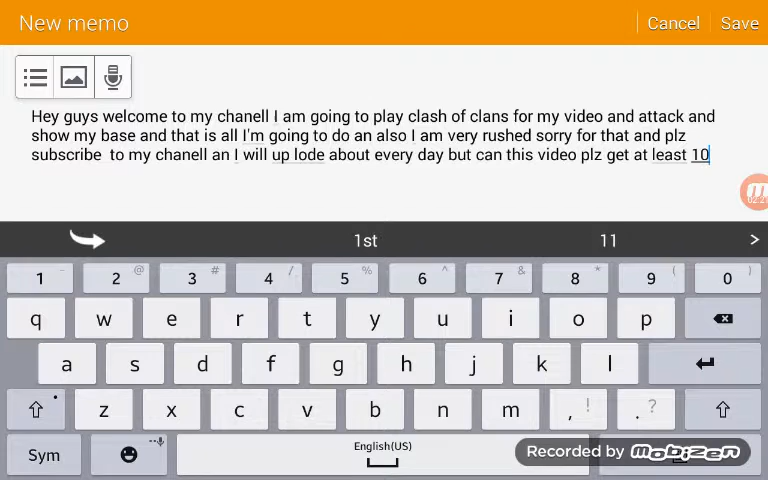 New memo
Cancel
Save
Hey guys welcome to my chanell I am going to play clash of clans for my video and attack and
show my base and that is all I'm going to do an also I am very rushed sorry for that and plz
subscribe  to my chanell an I will up lode about every day but can this video plz get at least 10
02:2
1st
11
>
1 - 2 @ 3 # 4 / 5 % 6 ^ 7 & 8 * 9 ( 0 )
q w e r t y u i o p
a s d f g h j k l
z x c v b n m , ! . ?
Sym
English(US)
Recorded by MOBIZEN